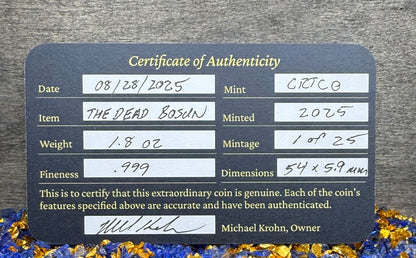 Certificate of Authenticity
Date 08/28/2025 Mint CRTCO
Item THE DEAD BOSUN Minted 2025
Weight 1.8 oz Mintage 1 of 25
Fineness .999 Dimensions 54 x 5.9 mm
This is to certify that this extraordinary coin is genuine. Each of the coin's
features specified above are accurate and have been authenticated.
Michael Krohn, Owner